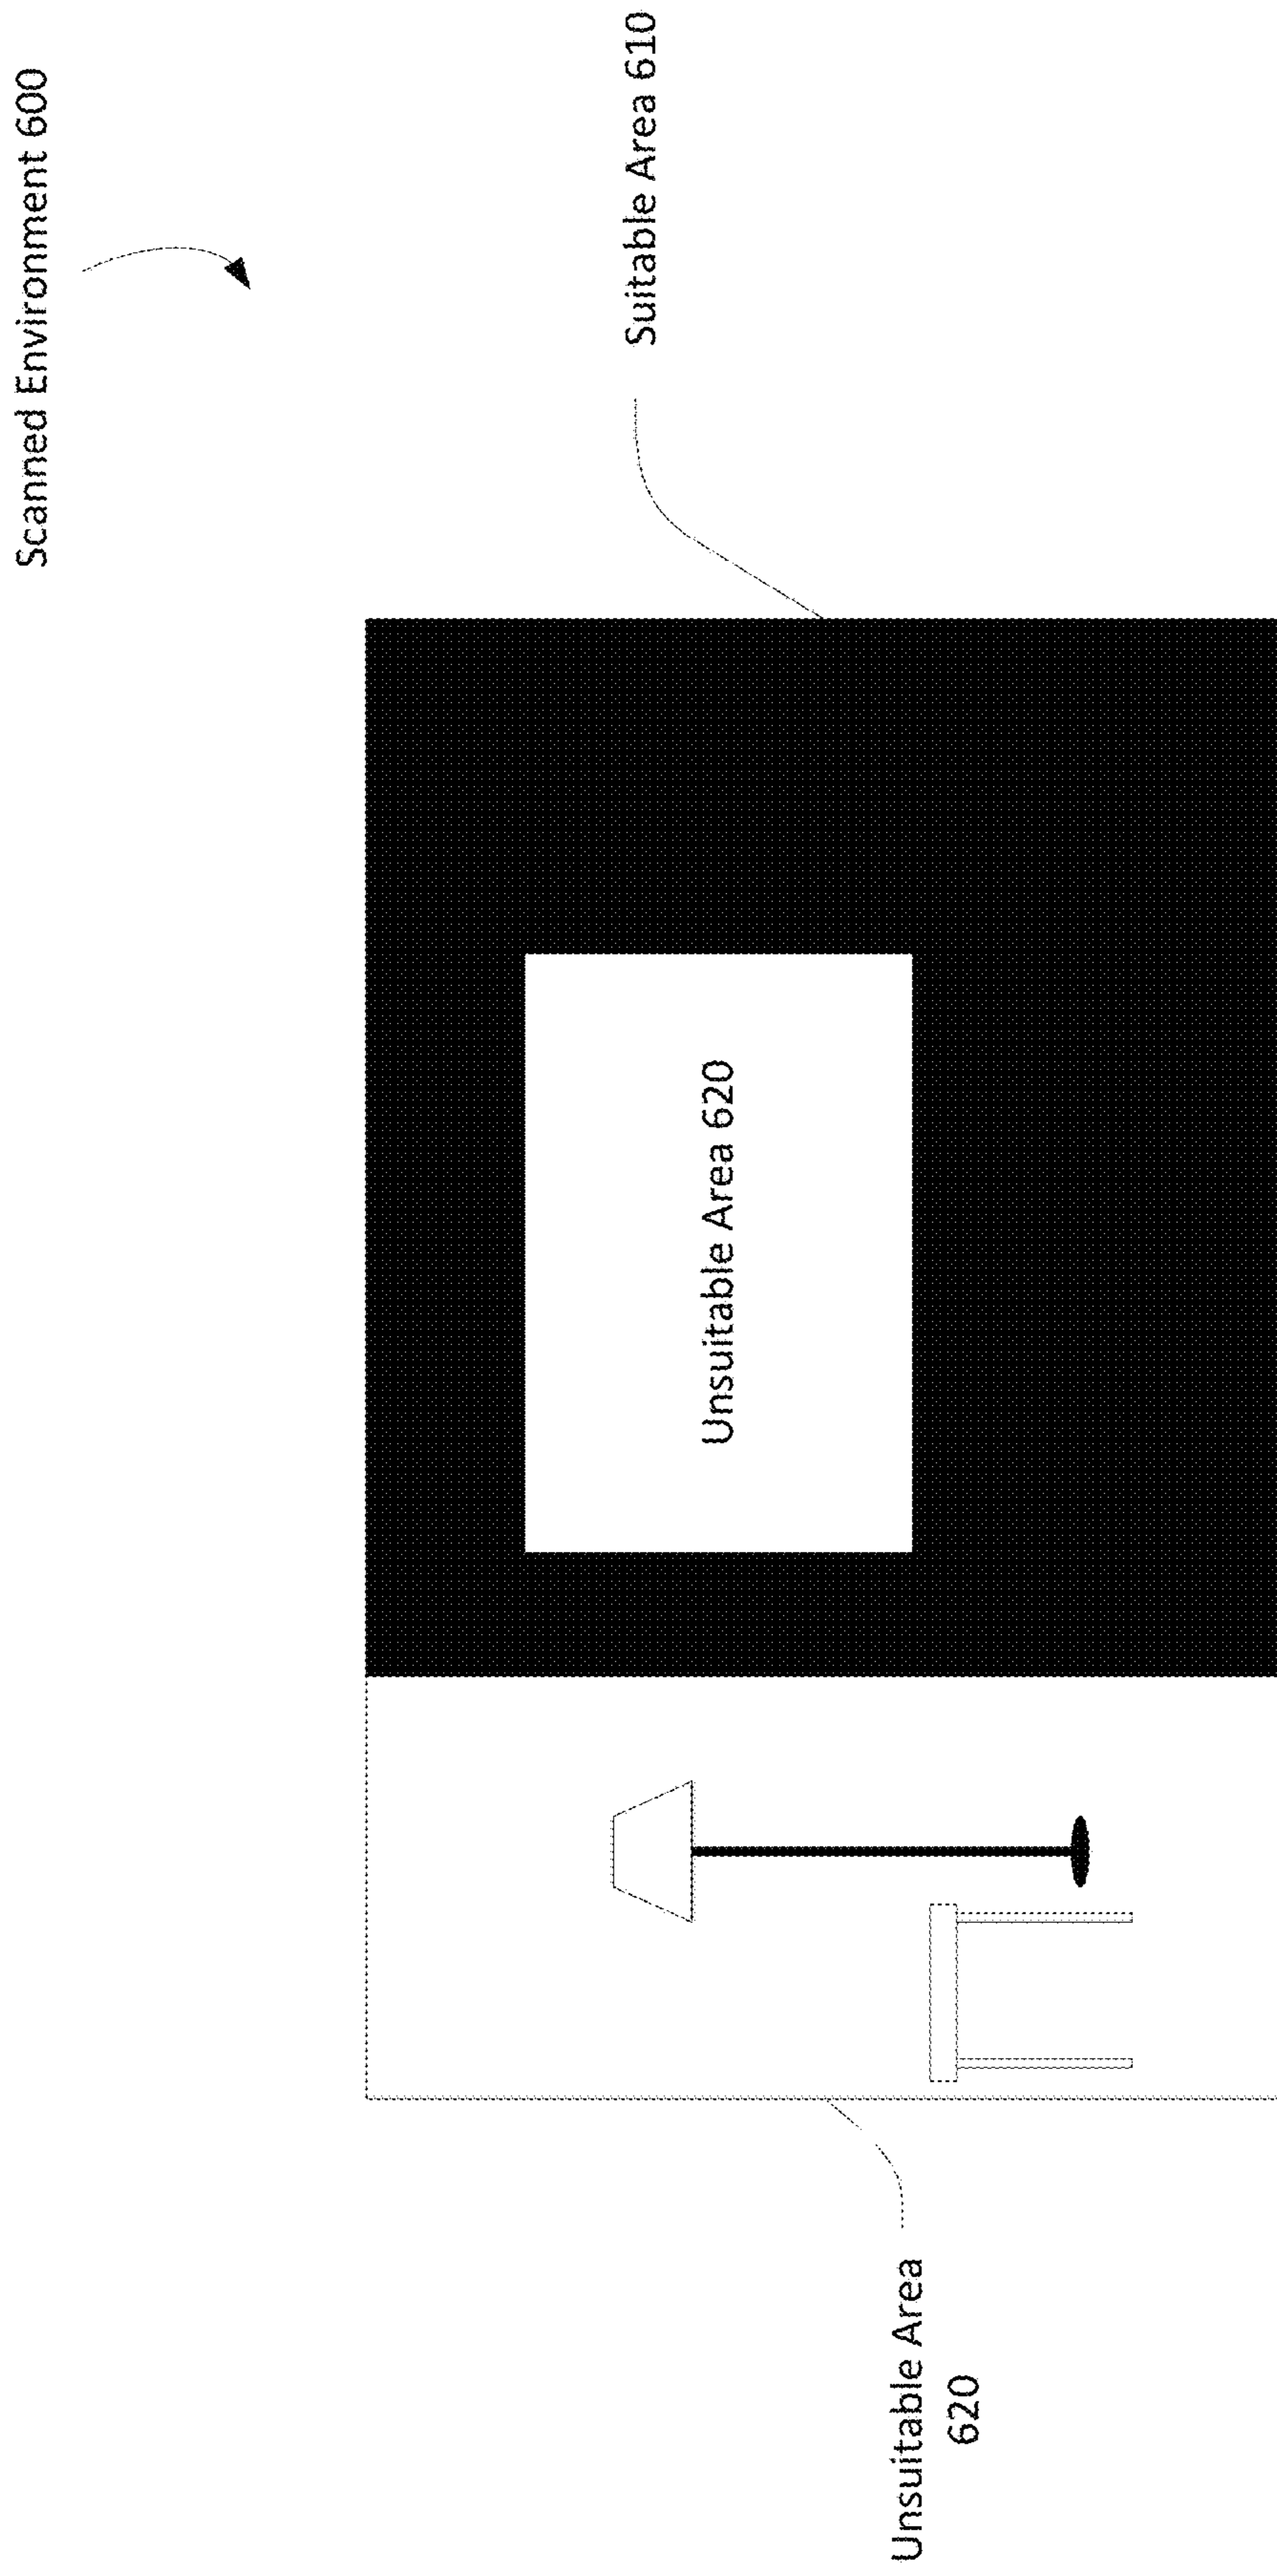 Scanned Environment 600
Suitable Area 610
Unsuitable Area 620
Unsuitable Area
620